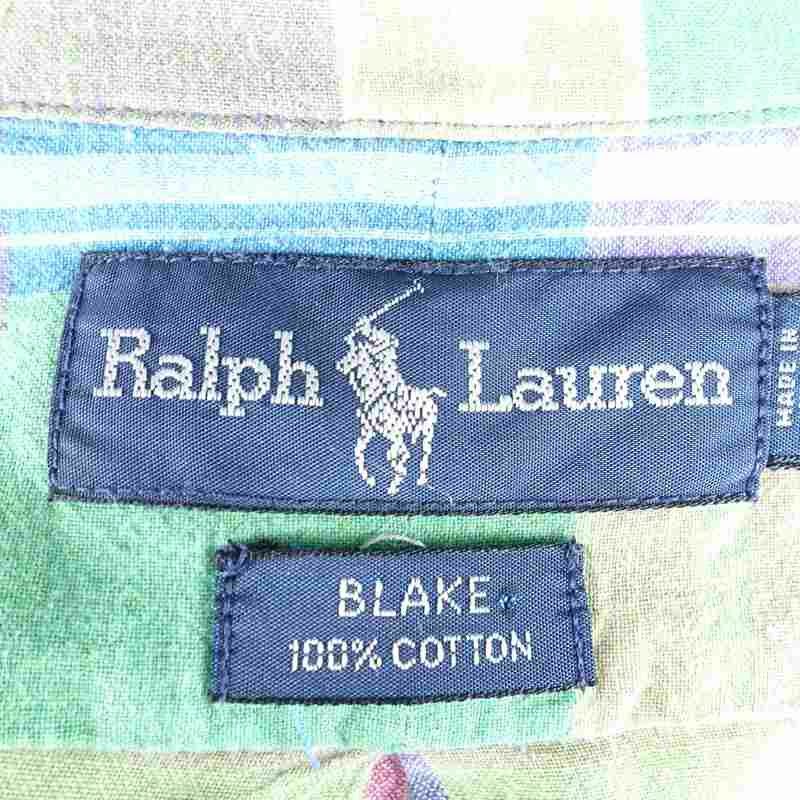 Ralph Lauren
MADE IN
BLAKE
100% COTTON